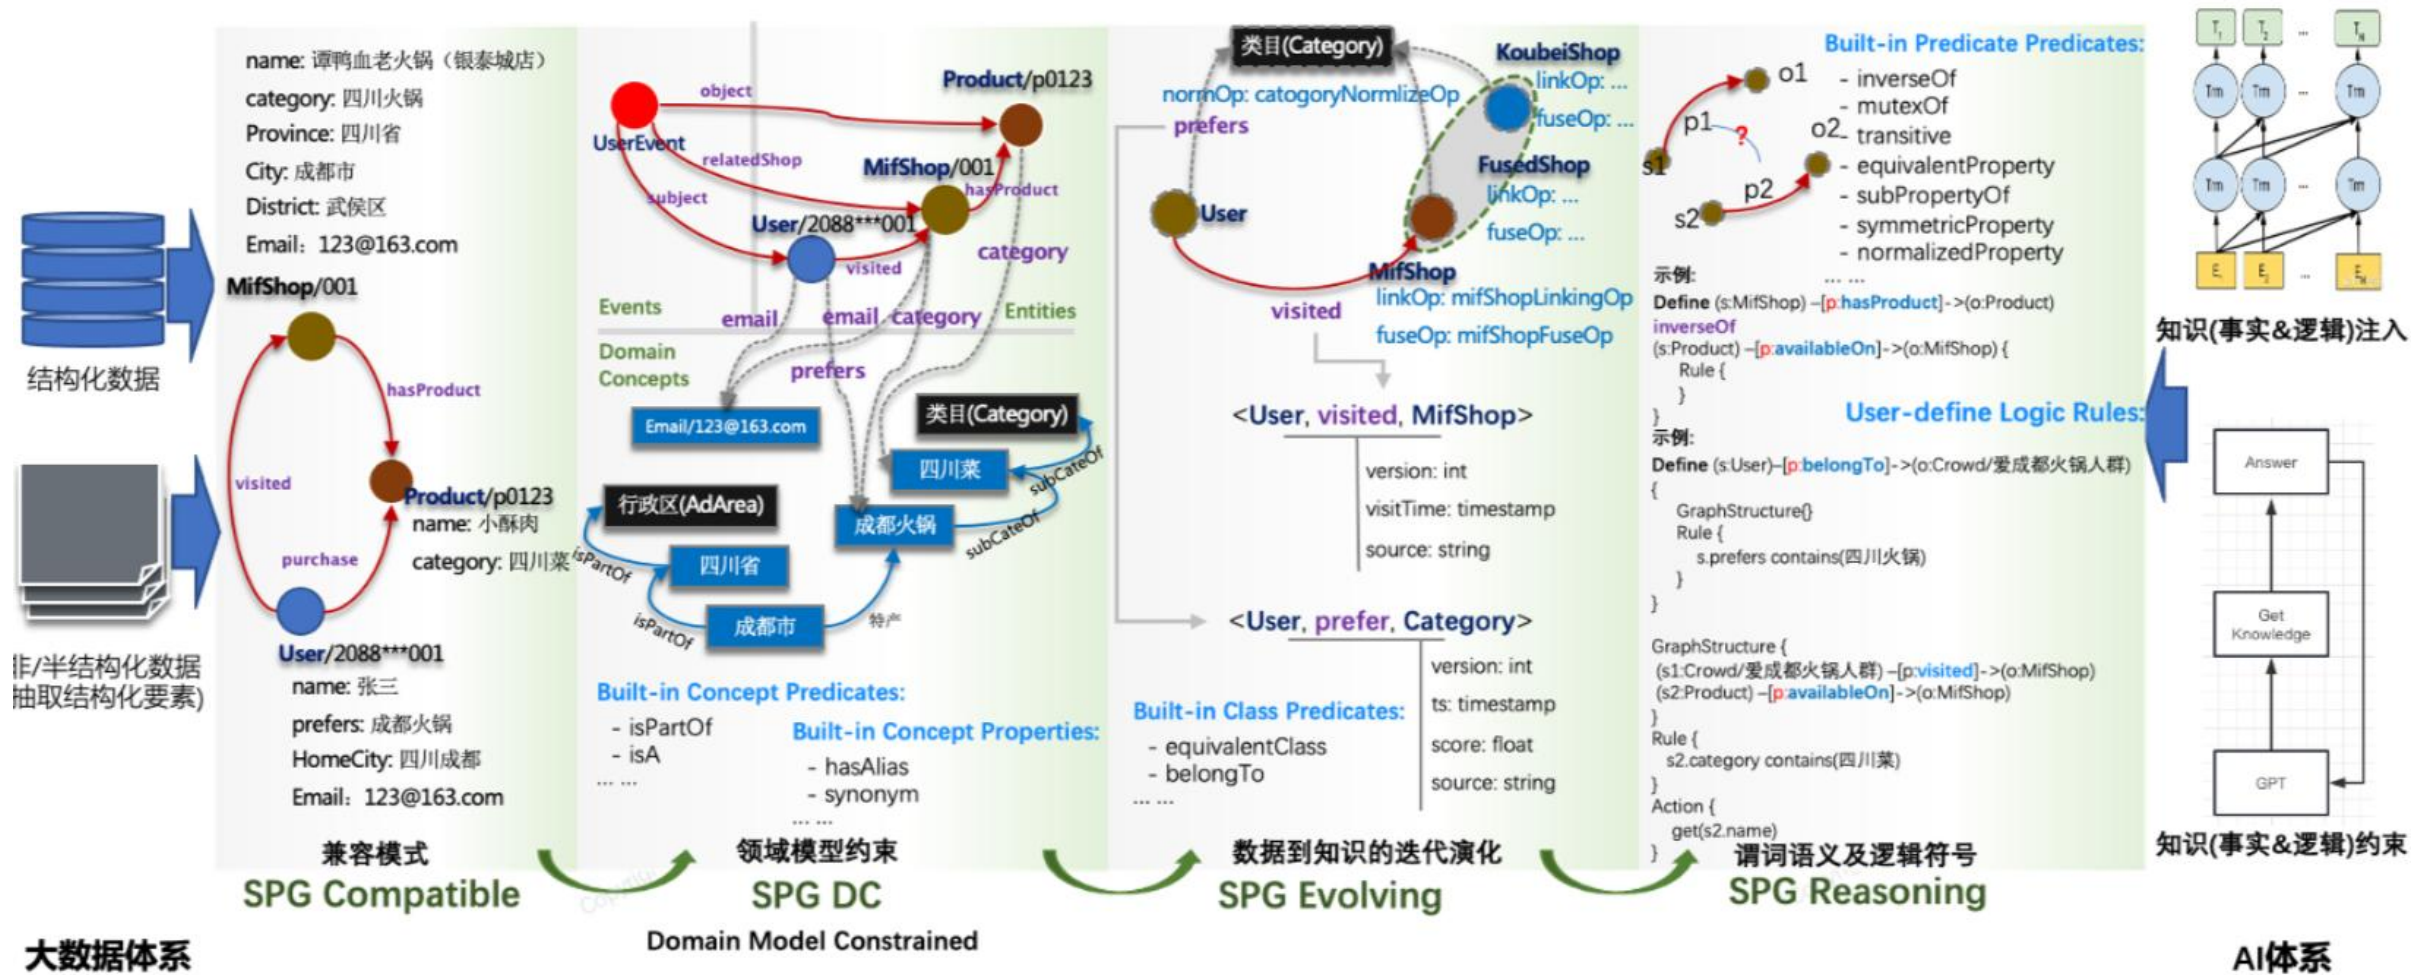 结构化数据
非/半结构化数据
抽取结构化要素)
大数据体系
name: 谭鸭血老火锅（银泰城店）
category: 四川火锅
Province: 四川省
City: 成都市
District: 武侯区
Email: 123@163.com
MifShop/001
hasProduct
visited
Product/p0123
name: 小酥肉
category: 四川菜
purchase
User/2088***001
name: 张三
prefers: 成都火锅
HomeCity: 四川成都
Email: 123@163.com
兼容模式
SPG Compatible
object
Product/p0123
UserEvent
relatedShop
MifShop/001
hasProduct
subject
User/2088***001
category
visited
Events
email
email
category
Entities
Domain
Concepts
prefers
类目(Category)
Email/123@163.com
四川菜
subCateOf
行政区(AdArea)
成都火锅
subCateOf
isPartOf
四川省
成都市
特产
isPartOf
Built-in Concept Predicates:
- isPartOf
- isA
... ...
Built-in Concept Properties:
- hasAlias
- synonym
... ...
领域模型约束
SPG DC
Domain Model Constrained
类目(Category)
KoubeiShop
linkOp: ...
fuseOp: ...
normOp: catogoryNormlizeOp
prefers
FusedShop
linkOp: ...
fuseOp: ...
User
MifShop
linkOp: mifShopLinkingOp
fuseOp: mifShopFuseOp
visited
<User, visited, MifShop>
version: int
visitTime: timestamp
source: string
<User, prefer, Category>
version: int
ts: timestamp
score: float
source: string
Built-in Class Predicates:
- equivalentClass
- belongTo
... ...
数据到知识的迭代演化
SPG Evolving
Built-in Predicate Predicates:
- inverseOf
- mutexOf
- transitive
- equivalentProperty
- subPropertyOf
- symmetricProperty
- normalizedProperty
... ...
o1
p1
?
o2
s1
p2
s2
示例:
Define (s:MifShop) –[p:hasProduct]->(o:Product)
inverseOf
(s:Product) –[p:availableOn]->(o:MifShop) {
Rule {
}
}
User-define Logic Rules:
示例:
Define (s:User)–[p:belongTo]->(o:Crowd/爱成都火锅人群)
{
GraphStructure{}
Rule {
s.prefers contains(四川火锅)
}
}
GraphStructure {
(s1:Crowd/爱成都火锅人群) –[p:visited]->(o:MifShop)
(s2:Product) –[p:availableOn]->(o:MifShop)
}
Rule {
s2.category contains(四川菜)
}
Action {
get(s2.name)
}
谓词语义及逻辑符号
SPG Reasoning
T1 T2 ... TN
Trm Trm ... Trm
Trm Trm ... Trm
E1 E2 ... EN
知识(事实&逻辑)注入
Answer
Get
Knowledge
GPT
知识(事实&逻辑)约束
AI体系